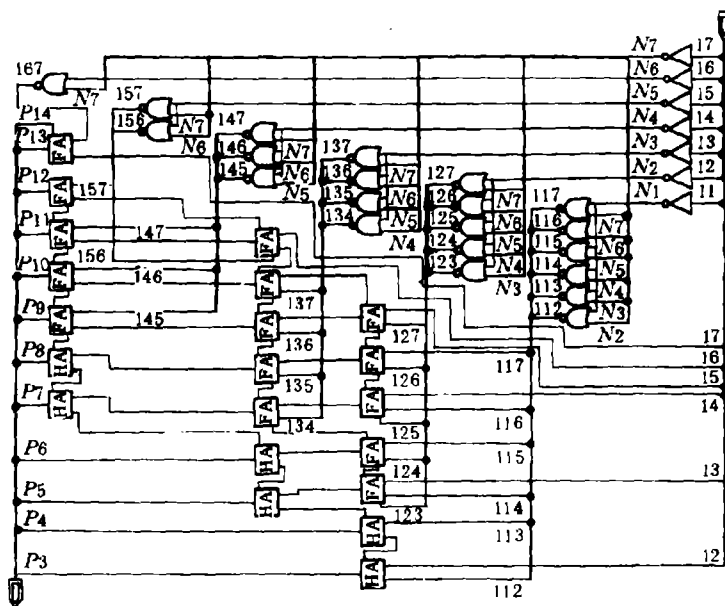 N7 17
167 N6 16
N7 157 N5 15
P14 156 N7 147 N4 14
P13 N6 146 N7 137 N3 13
FA 145 N6 136 N7 127 N2 12
P12 157 N5 135 N6 126 N7 117 N1 11
FA 134 N5 125 N6 116 N7
P11 147 N4 124 N5 115 N6
FA FA 123 N4 114 N5
P10 156 146 N3 113 N4
FA FA 137 112 N3
P9 145 FA N2
FA FA 136 127 17
P8 117 16
HA FA 135 FA 126 15
P7 14
HA FA 134 FA 125 116
P6 115
HA FA 124 13
P5 FA
HA 123 114
P4 HA 113
P3 12
HA 112